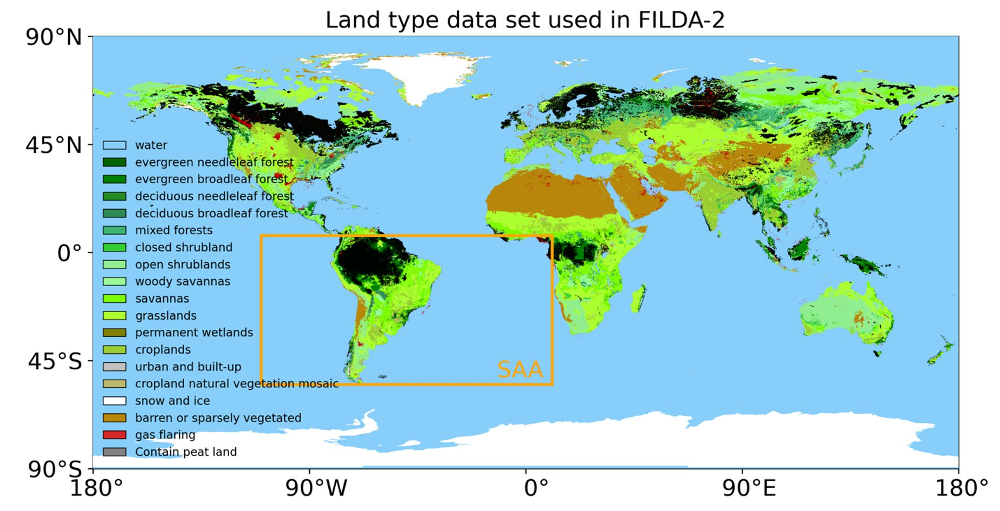 Land type data set used in FILDA-2
90°N
45°N
0°
45°S
90°S
water
evergreen needleleaf forest
evergreen broadleaf forest
deciduous needleleaf forest
deciduous broadleaf forest
mixed forests
closed shrubland
open shrublands
woody savannas
savannas
grasslands
permanent wetlands
croplands
urban and built-up
cropland natural vegetation mosaic
snow and ice
barren or sparsely vegetated
gas flaring
Contain peat land
SAA
180°
90°W
0°
90°E
180°